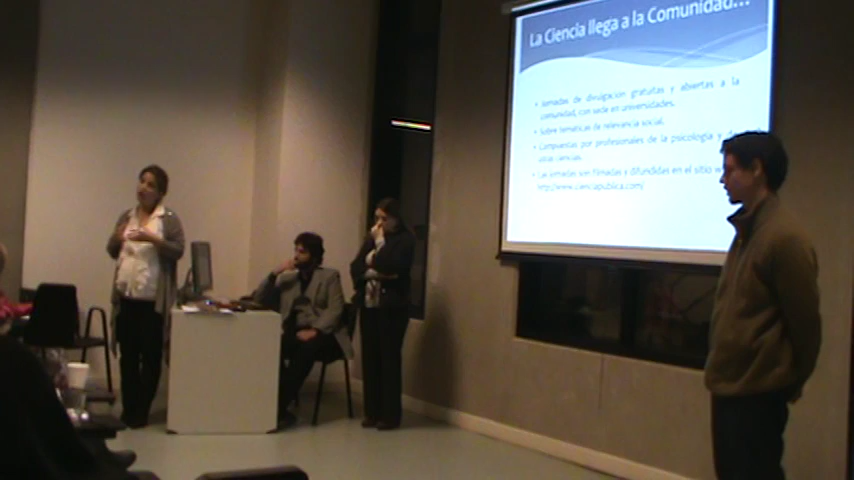 La Ciencia llega a la Comunidad...
• Jornadas de divulgación gratuitas y abiertas a la
comunidad, con sede en universidades.
• Sobre temáticas de relevancia social.
• Compuestas por profesionales de la psicología y de
otras ciencias.
• Las jornadas son filmadas y difundidas en el sitio
http://www.cienciapublica.com/